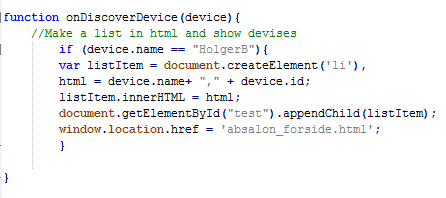 function onDiscoverDevice(device){
//Make a list in html and show devises
if (device.name == "HolgerB"){
var listItem = document.createElement('li'),
html = device.name+ "," + device.id;
listItem.innerHTML = html;
document.getElementById("test").appendChild(listItem);
window.location.href = 'absalon_forside.html';
}
}